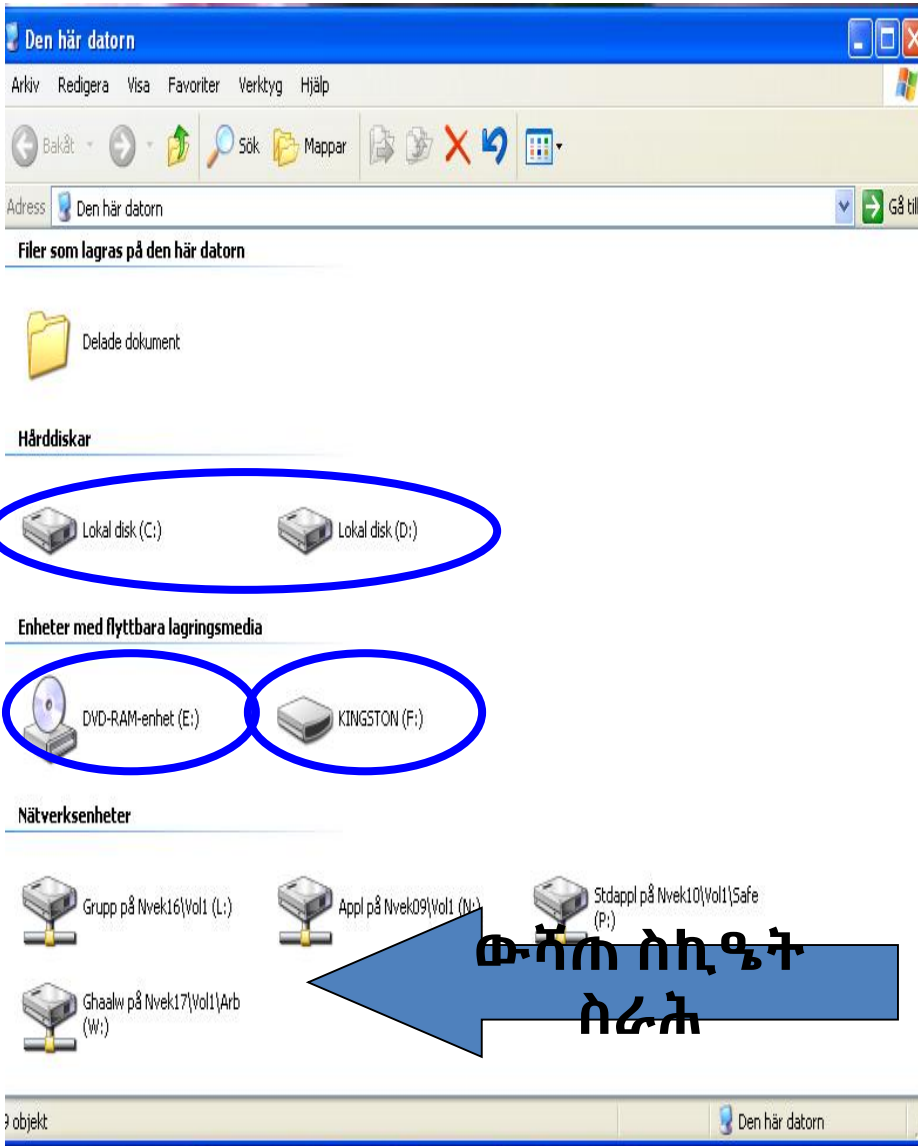 Den här datorn
Arkiv Redigera Visa Favoriter Verktyg Hjälp
Bakåt Sök Mappar
Adress Den här datorn Gå till
Filer som lagras på den här datorn
Delade dokument
Hårddiskar
Lokal disk (C:) Lokal disk (D:)
Enheter med flyttbara lagringsmedia
DVD-RAM-enhet (E:) KINGSTON (F:)
Nätverksenheter
Grupp på Nvek16\Vol1 (L:) Appl på Nvek09\Vol1 (N:) Stdappl på Nvek10\Vol1\Safe
(P:)
ውሻጠ ስኪዔት
ስራሕ
Ghaalw på Nvek17\Vol1\Arb
(W:)
9 objekt Den här datorn